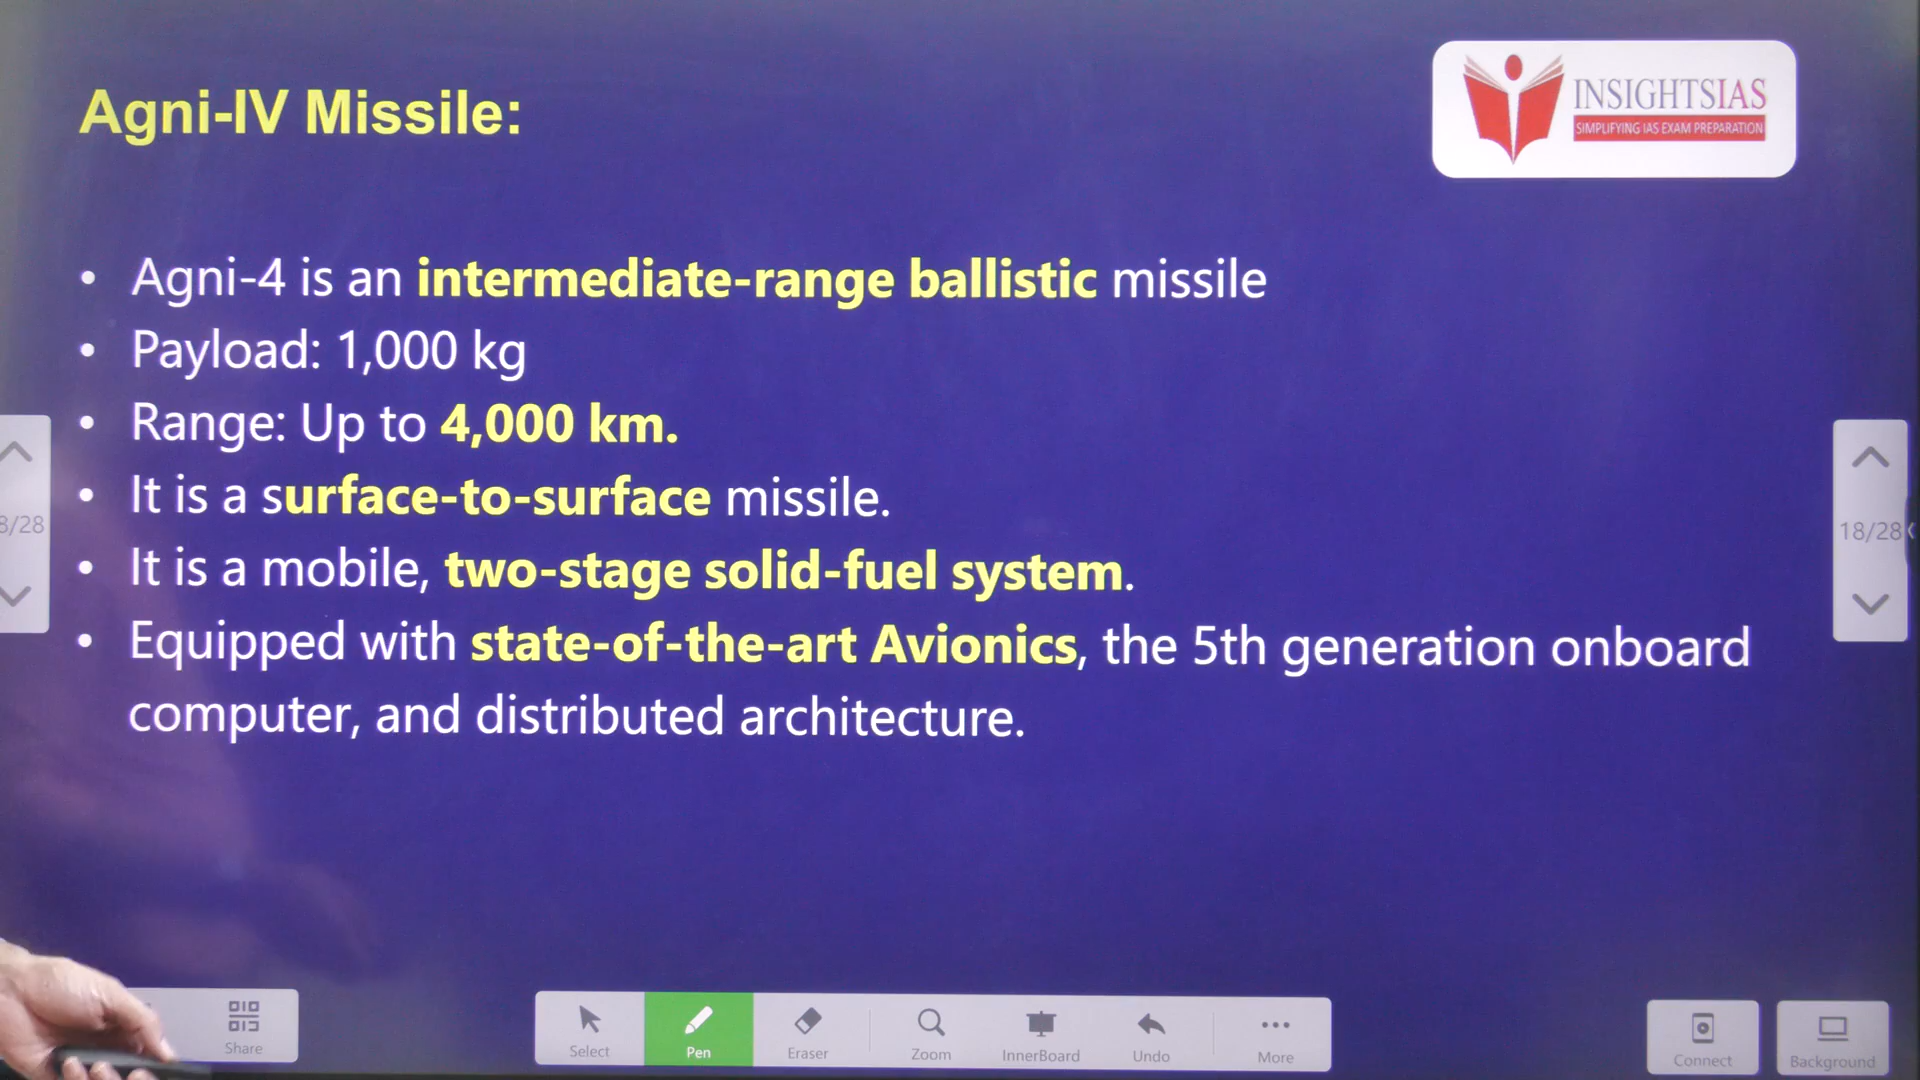 Agni-IV Missile:
INSIGHTSIAS
SIMPLIFYING IAS EXAM PREPARATION
• Agni-4 is an intermediate-range ballistic missile
• Payload: 1,000 kg
• Range: Up to 4,000 km.
• It is a surface-to-surface missile.
• It is a mobile, two-stage solid-fuel system.
• Equipped with state-of-the-art Avionics, the 5th generation onboard
computer, and distributed architecture.
8/28
18/28
Share
Select
Pen
Eraser
Zoom
InnerBoard
Undo
More
Connect
Background